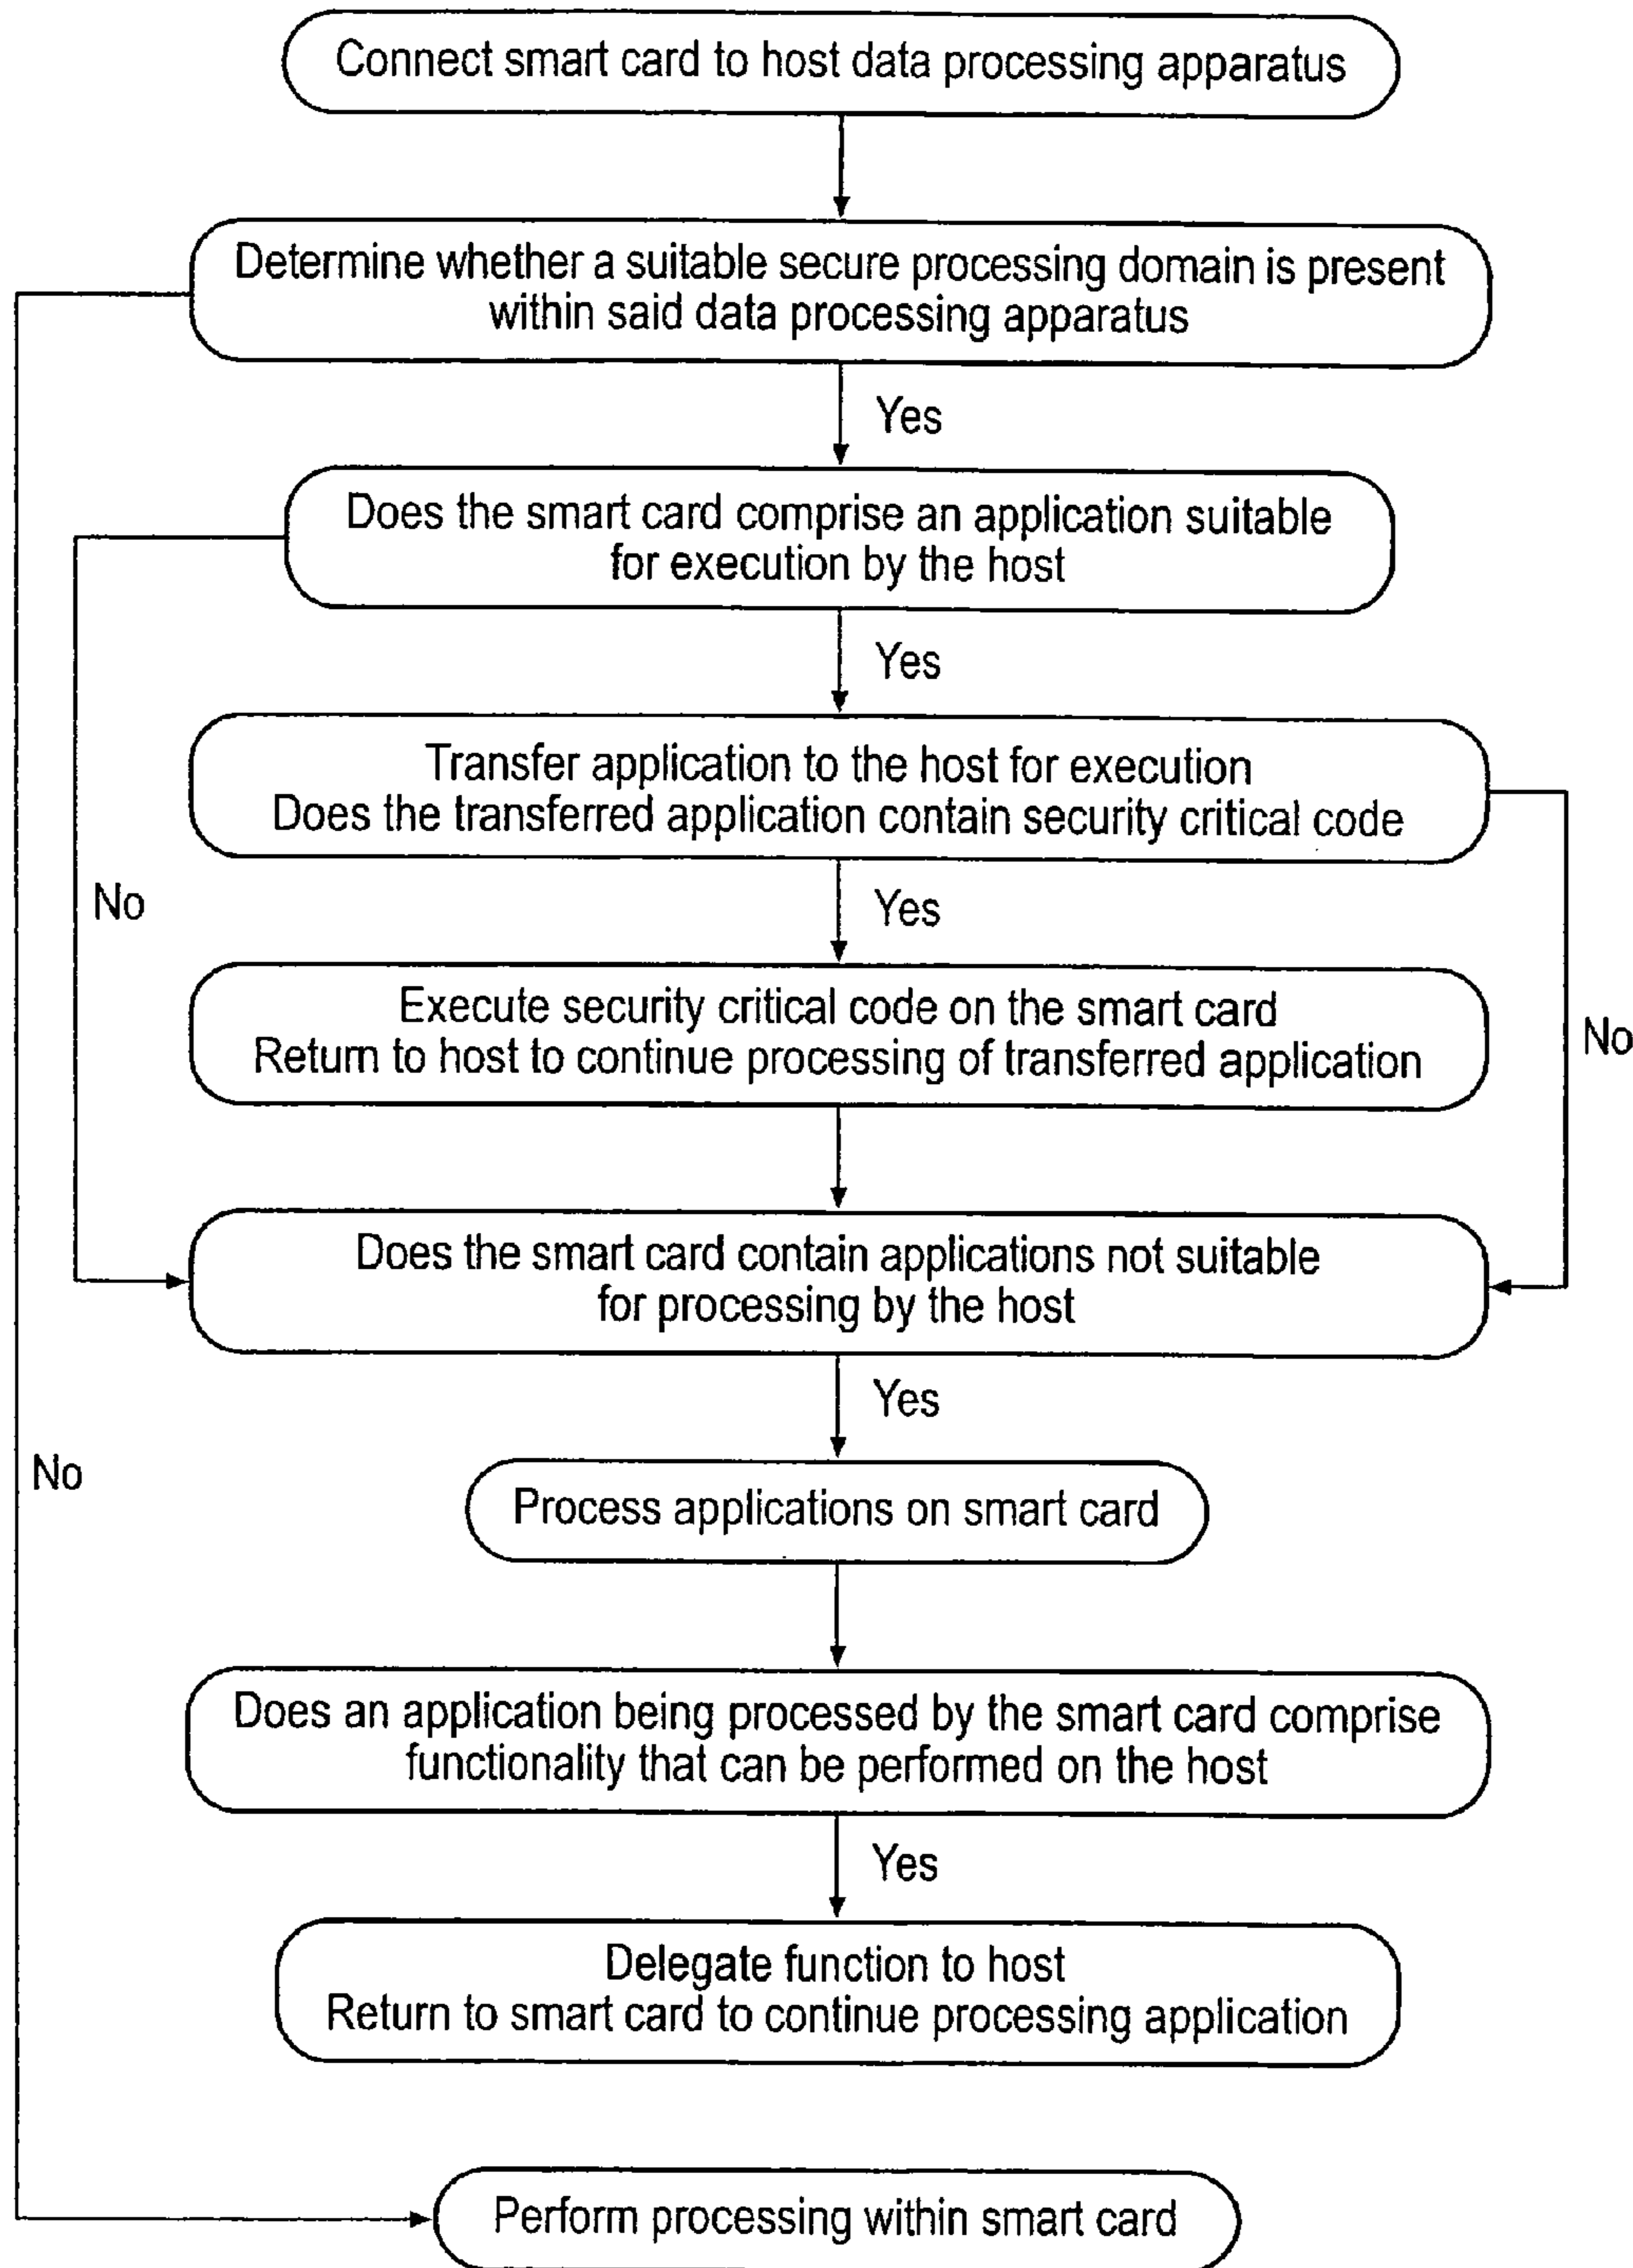 Connect smart card to host data processing apparatus
Determine whether a suitable secure processing domain is present
within said data processing apparatus
Yes
Does the smart card comprise an application suitable
for execution by the host
Yes
Transfer application to the host for execution
Does the transferred application contain security critical code
No
Yes
Execute security critical code on the smart card
Return to host to continue processing of transferred application
No
Does the smart card contain applications not suitable
for processing by the host
Yes
No
Process applications on smart card
Does an application being processed by the smart card comprise
functionality that can be performed on the host
Yes
Delegate function to host
Return to smart card to continue processing application
Perform processing within smart card